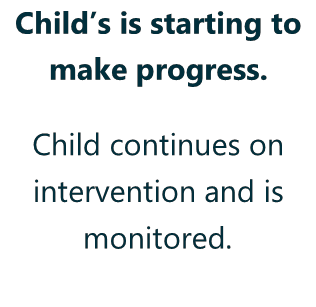 Child’s is starting to
make progress.
Child continues on
intervention and is
monitored.